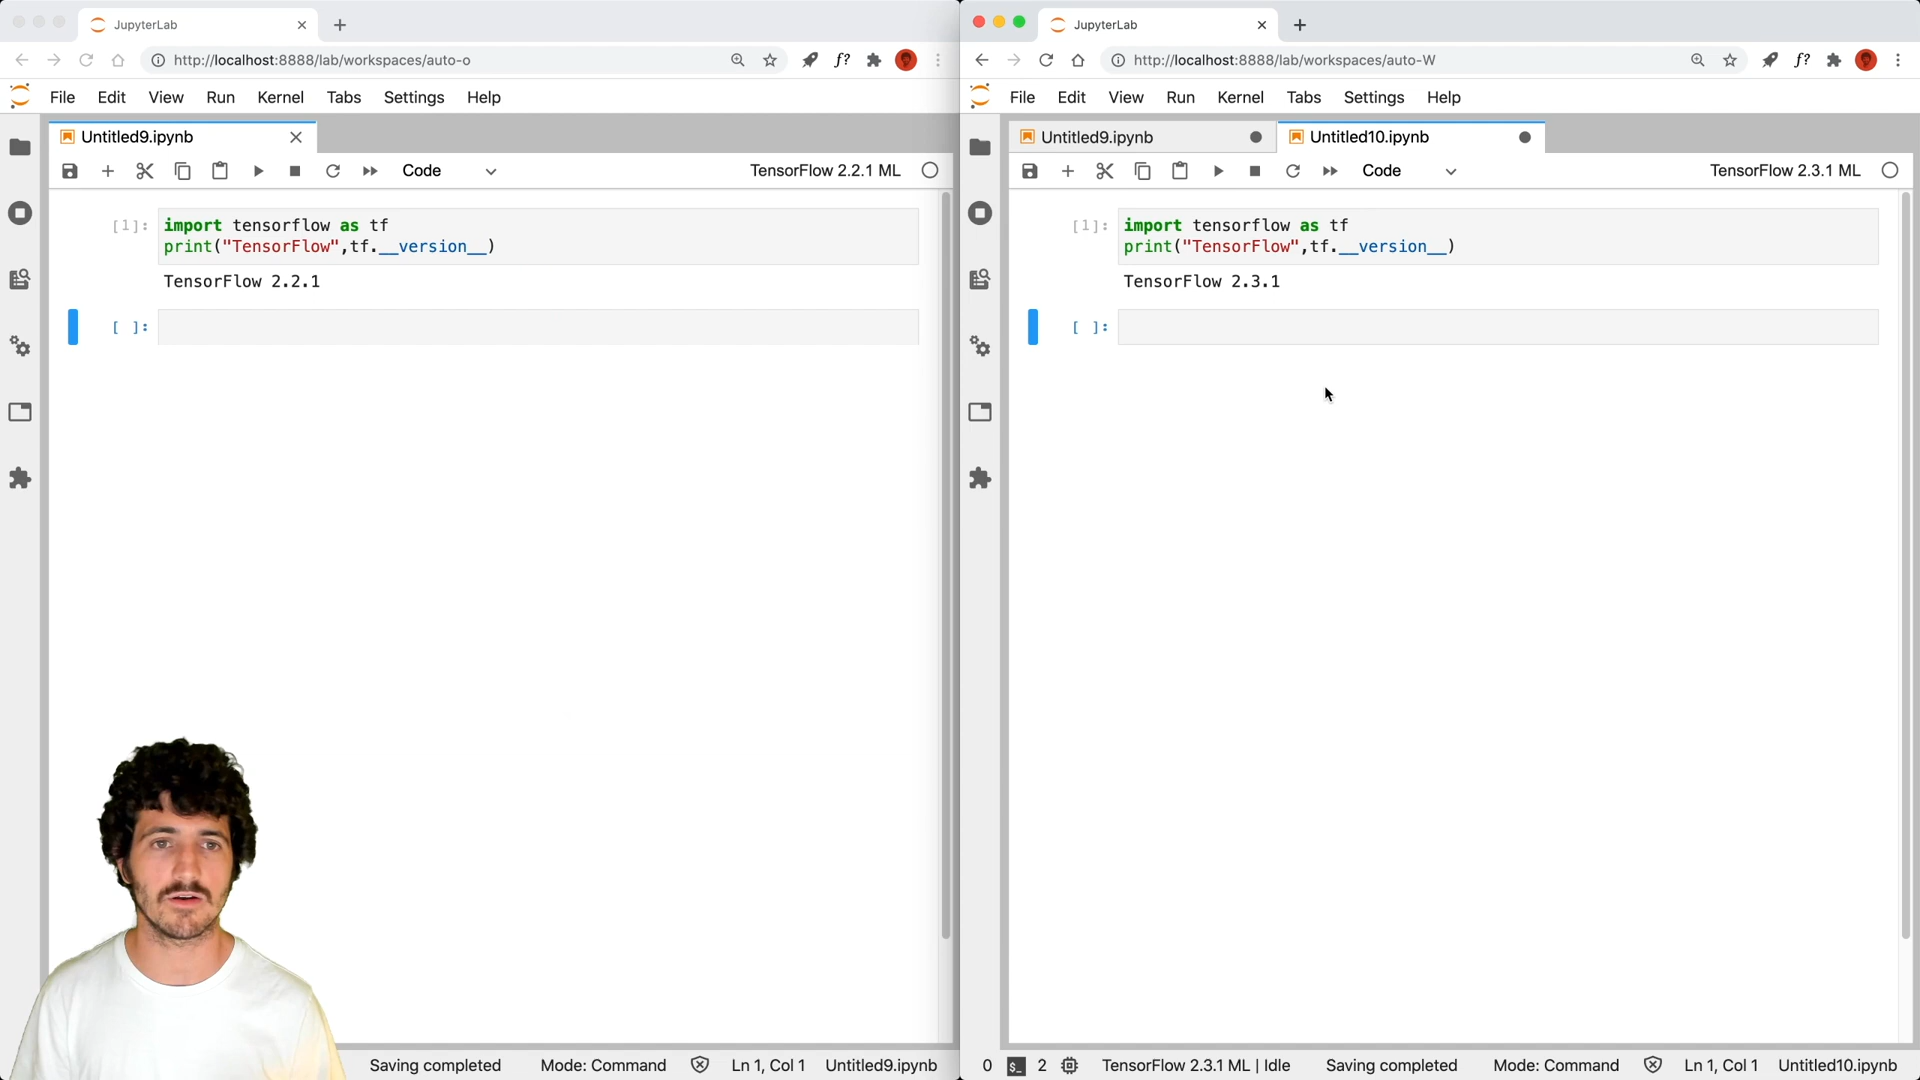 JupyterLab
http://localhost:8888/lab/workspaces/auto-o
f?
File Edit View Run Kernel Tabs Settings Help
Untitled9.ipynb
Code
TensorFlow 2.2.1 ML
[1]: import tensorflow as tf
print("TensorFlow",tf.__version__)
TensorFlow 2.2.1
[ ]:
Saving completed Mode: Command Ln 1, Col 1 Untitled9.ipynb
JupyterLab
http://localhost:8888/lab/workspaces/auto-W
f?
File Edit View Run Kernel Tabs Settings Help
Untitled9.ipynb Untitled10.ipynb
Code
TensorFlow 2.3.1 ML
[1]: import tensorflow as tf
print("TensorFlow",tf.__version__)
TensorFlow 2.3.1
[ ]:
0 $_ 2 TensorFlow 2.3.1 ML | Idle Saving completed Mode: Command Ln 1, Col 1 Untitled10.ipynb